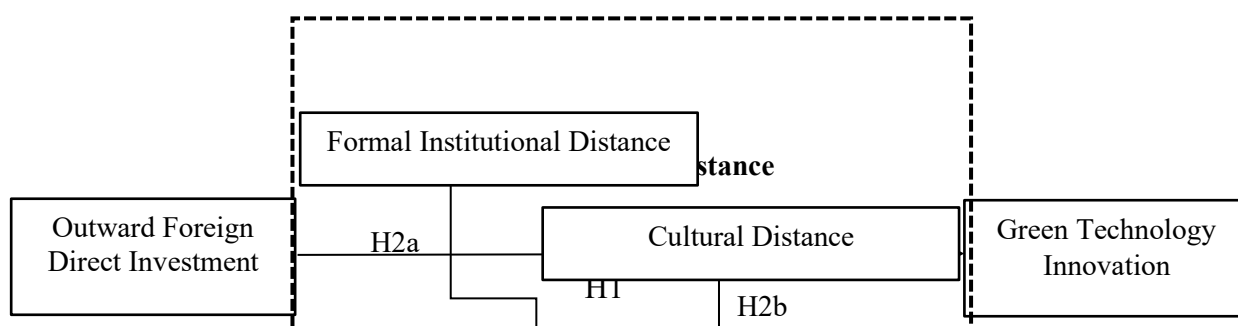 Formal Institutional Distance
stance
Outward Foreign
Direct Investment
H2a
Cultural Distance
Green Technology
Innovation
H1
H2b